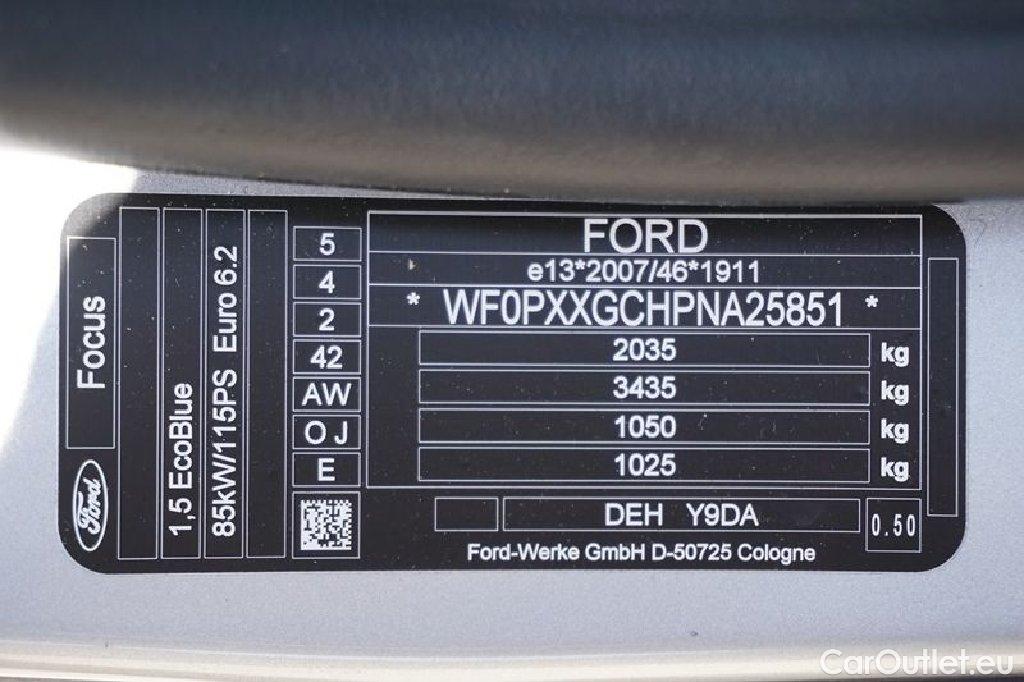 Focus
Ford
1,5 EcoBlue
85kW/115PS Euro 6.2
5
4
2
42
AW
O J
E
FORD
e13*2007/46*1911
* WF0PXXGCHPNA25851 *
2035 kg
3435 kg
1050 kg
1025 kg
DEH Y9DA
0.50
Ford-Werke GmbH D-50725 Cologne
CarOutlet.eu